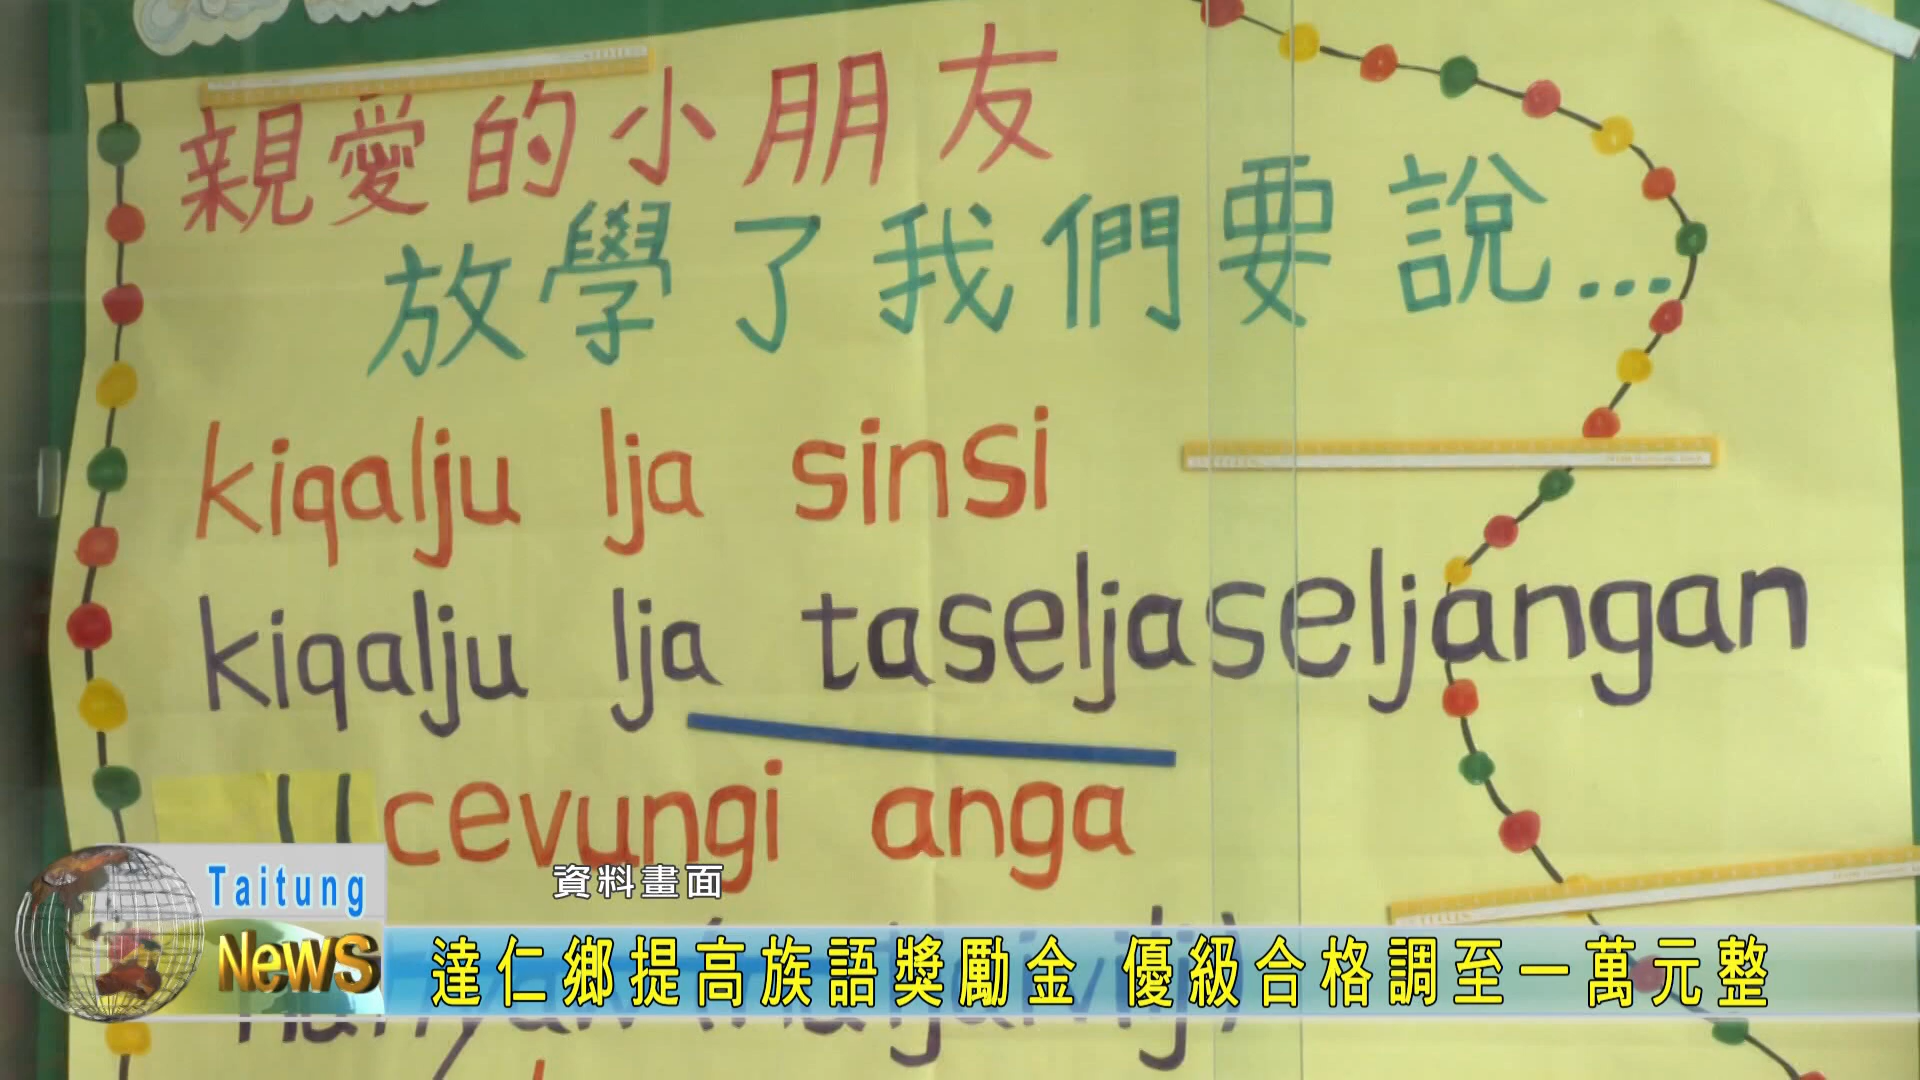 親愛的小朋友
放學了我們要說...
kiqalju lja sinsi
kiqalju lja taseljaseljangan
ucevungi anga
資料畫面
Taitung
News
達仁鄉提高族語獎勵金 優級合格調至一萬元整